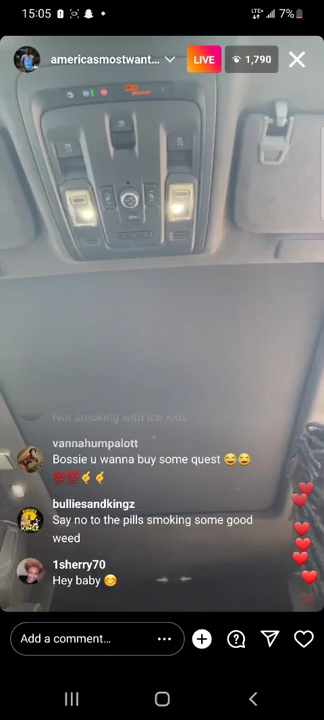 15:05
LTE+
7%
americasmostwant...
LIVE
1,790
Not smoking with the kids
vannahumpalott
Bossie u wanna buy some quest 😂😂
💯💯🤞🤞
bulliesandkingz
Say no to the pills smoking some good
weed
1sherry70
Hey baby 😊
Add a comment...